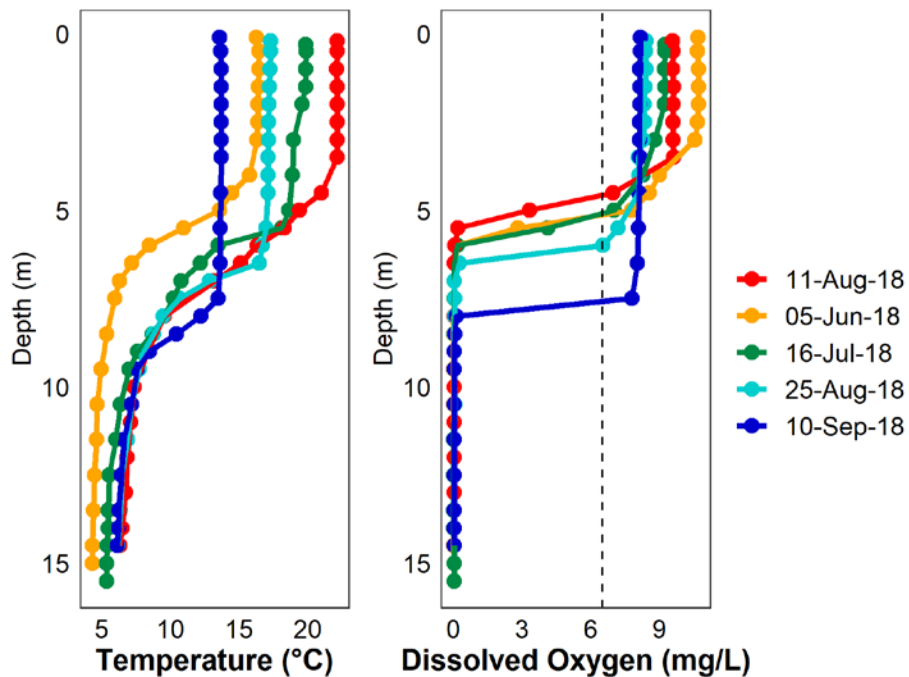 0
5
10
15
Depth (m)
5
10
15
20
Temperature (°C)
0
5
10
15
Depth (m)
0
3
6
9
Dissolved Oxygen (mg/L)
11-Aug-18
05-Jun-18
16-Jul-18
25-Aug-18
10-Sep-18